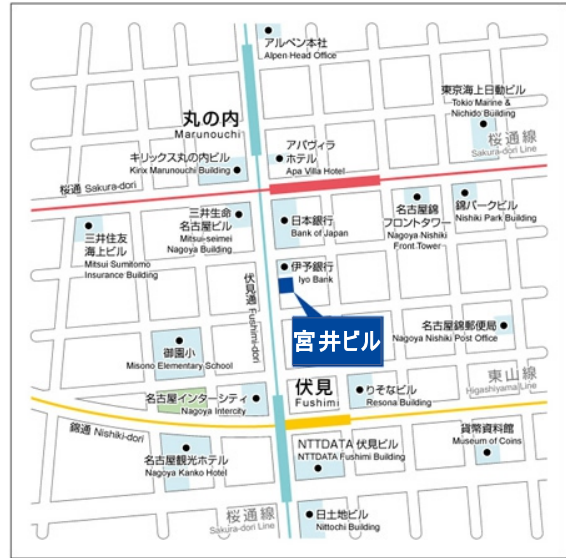 アルペン本社
Alpen Head Office
丸の内
Marunouchi
東京海上日動ビル
Tokio Marine &
Nichido Building
アパヴィラ
ホテル
Apa Villa Hotel
桜通線
Sakura-dori Line
キリックス丸の内ビル
Kirix Marunouchi Building
桜通 Sakura-dori
三井生命
名古屋ビル
Mitsui-seimei
Nagoya Building
日本銀行
Bank of Japan
名古屋錦
フロントタワー
Nagoya Nishiki
Front Tower
錦パークビル
Nishiki Park Building
三井住友
海上ビル
Mitsui Sumitomo
Insurance Building
伏見通 Fushimi-dori
伊予銀行
Iyo Bank
宮井ビル
名古屋錦郵便局
Nagoya Nishiki Post Office
御園小
Misono Elementary School
東山線
Higashiyama Line
名古屋インターシティ
Nagoya Intercity
伏見
Fushimi
りそなビル
Resona Building
錦通 Nishiki-dori
名古屋観光ホテル
Nagoya Kanko Hotel
NTTDATA 伏見ビル
NTTDATA Fushimi Building
貨幣資料館
Museum of Coins
桜通線
Sakura-dori Line
日土地ビル
Nittochi Building